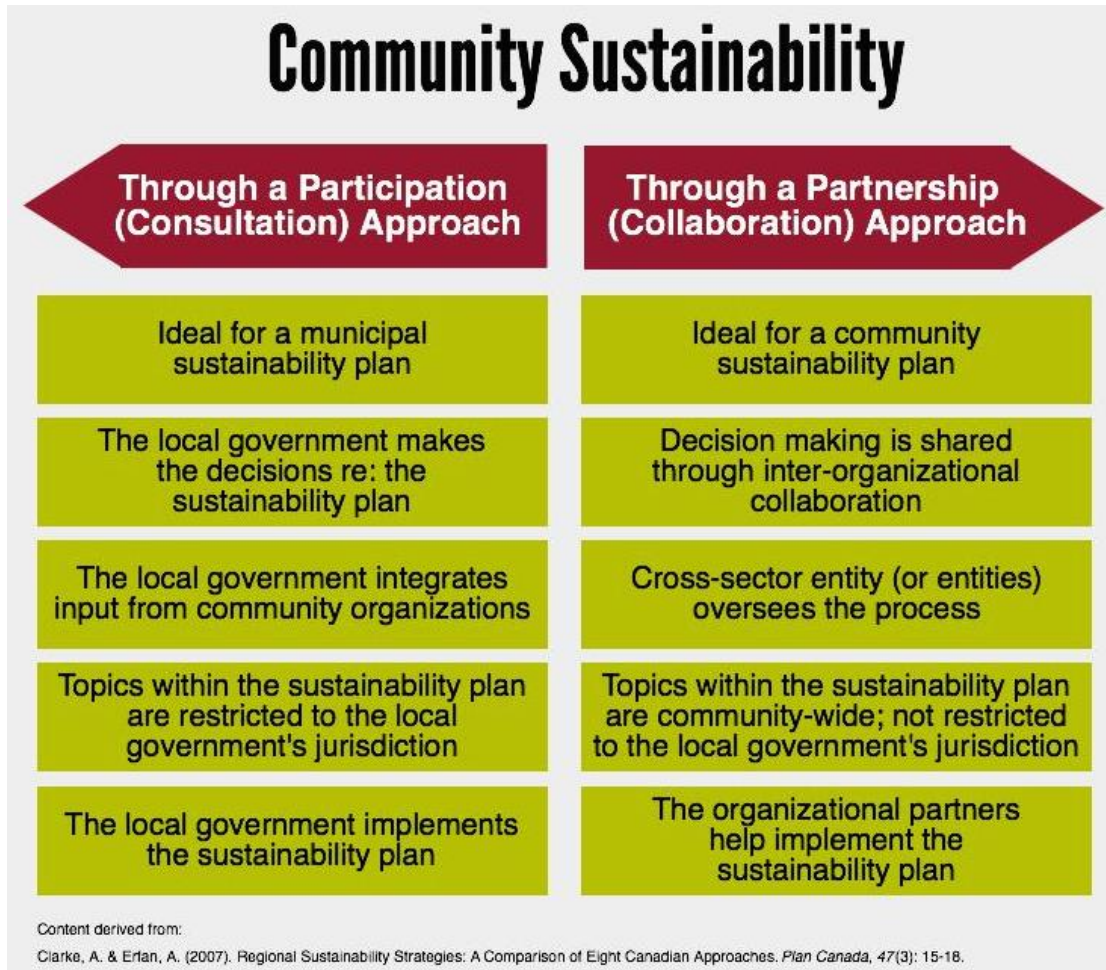 Community Sustainability
Through a Participation
(Consultation) Approach
Ideal for a municipal
sustainability plan
The local government makes
the decisions re: the
sustainability plan
The local government integrates
input from community organizations
Topics within the sustainability plan
are restricted to the local
government's jurisdiction
The local government implements
the sustainability plan
Through a Partnership
(Collaboration) Approach
Ideal for a community
sustainability plan
Decision making is shared
through inter-organizational
collaboration
Cross-sector entity (or entities)
oversees the process
Topics within the sustainability plan
are community-wide; not restricted
to the local government's jurisdiction
The organizational partners
help implement the
sustainability plan
Content derived from:
Clarke, A. & Erfan, A. (2007). Regional Sustainability Strategies: A Comparison of Eight Canadian Approaches. Plan Canada, 47(3): 15-18.